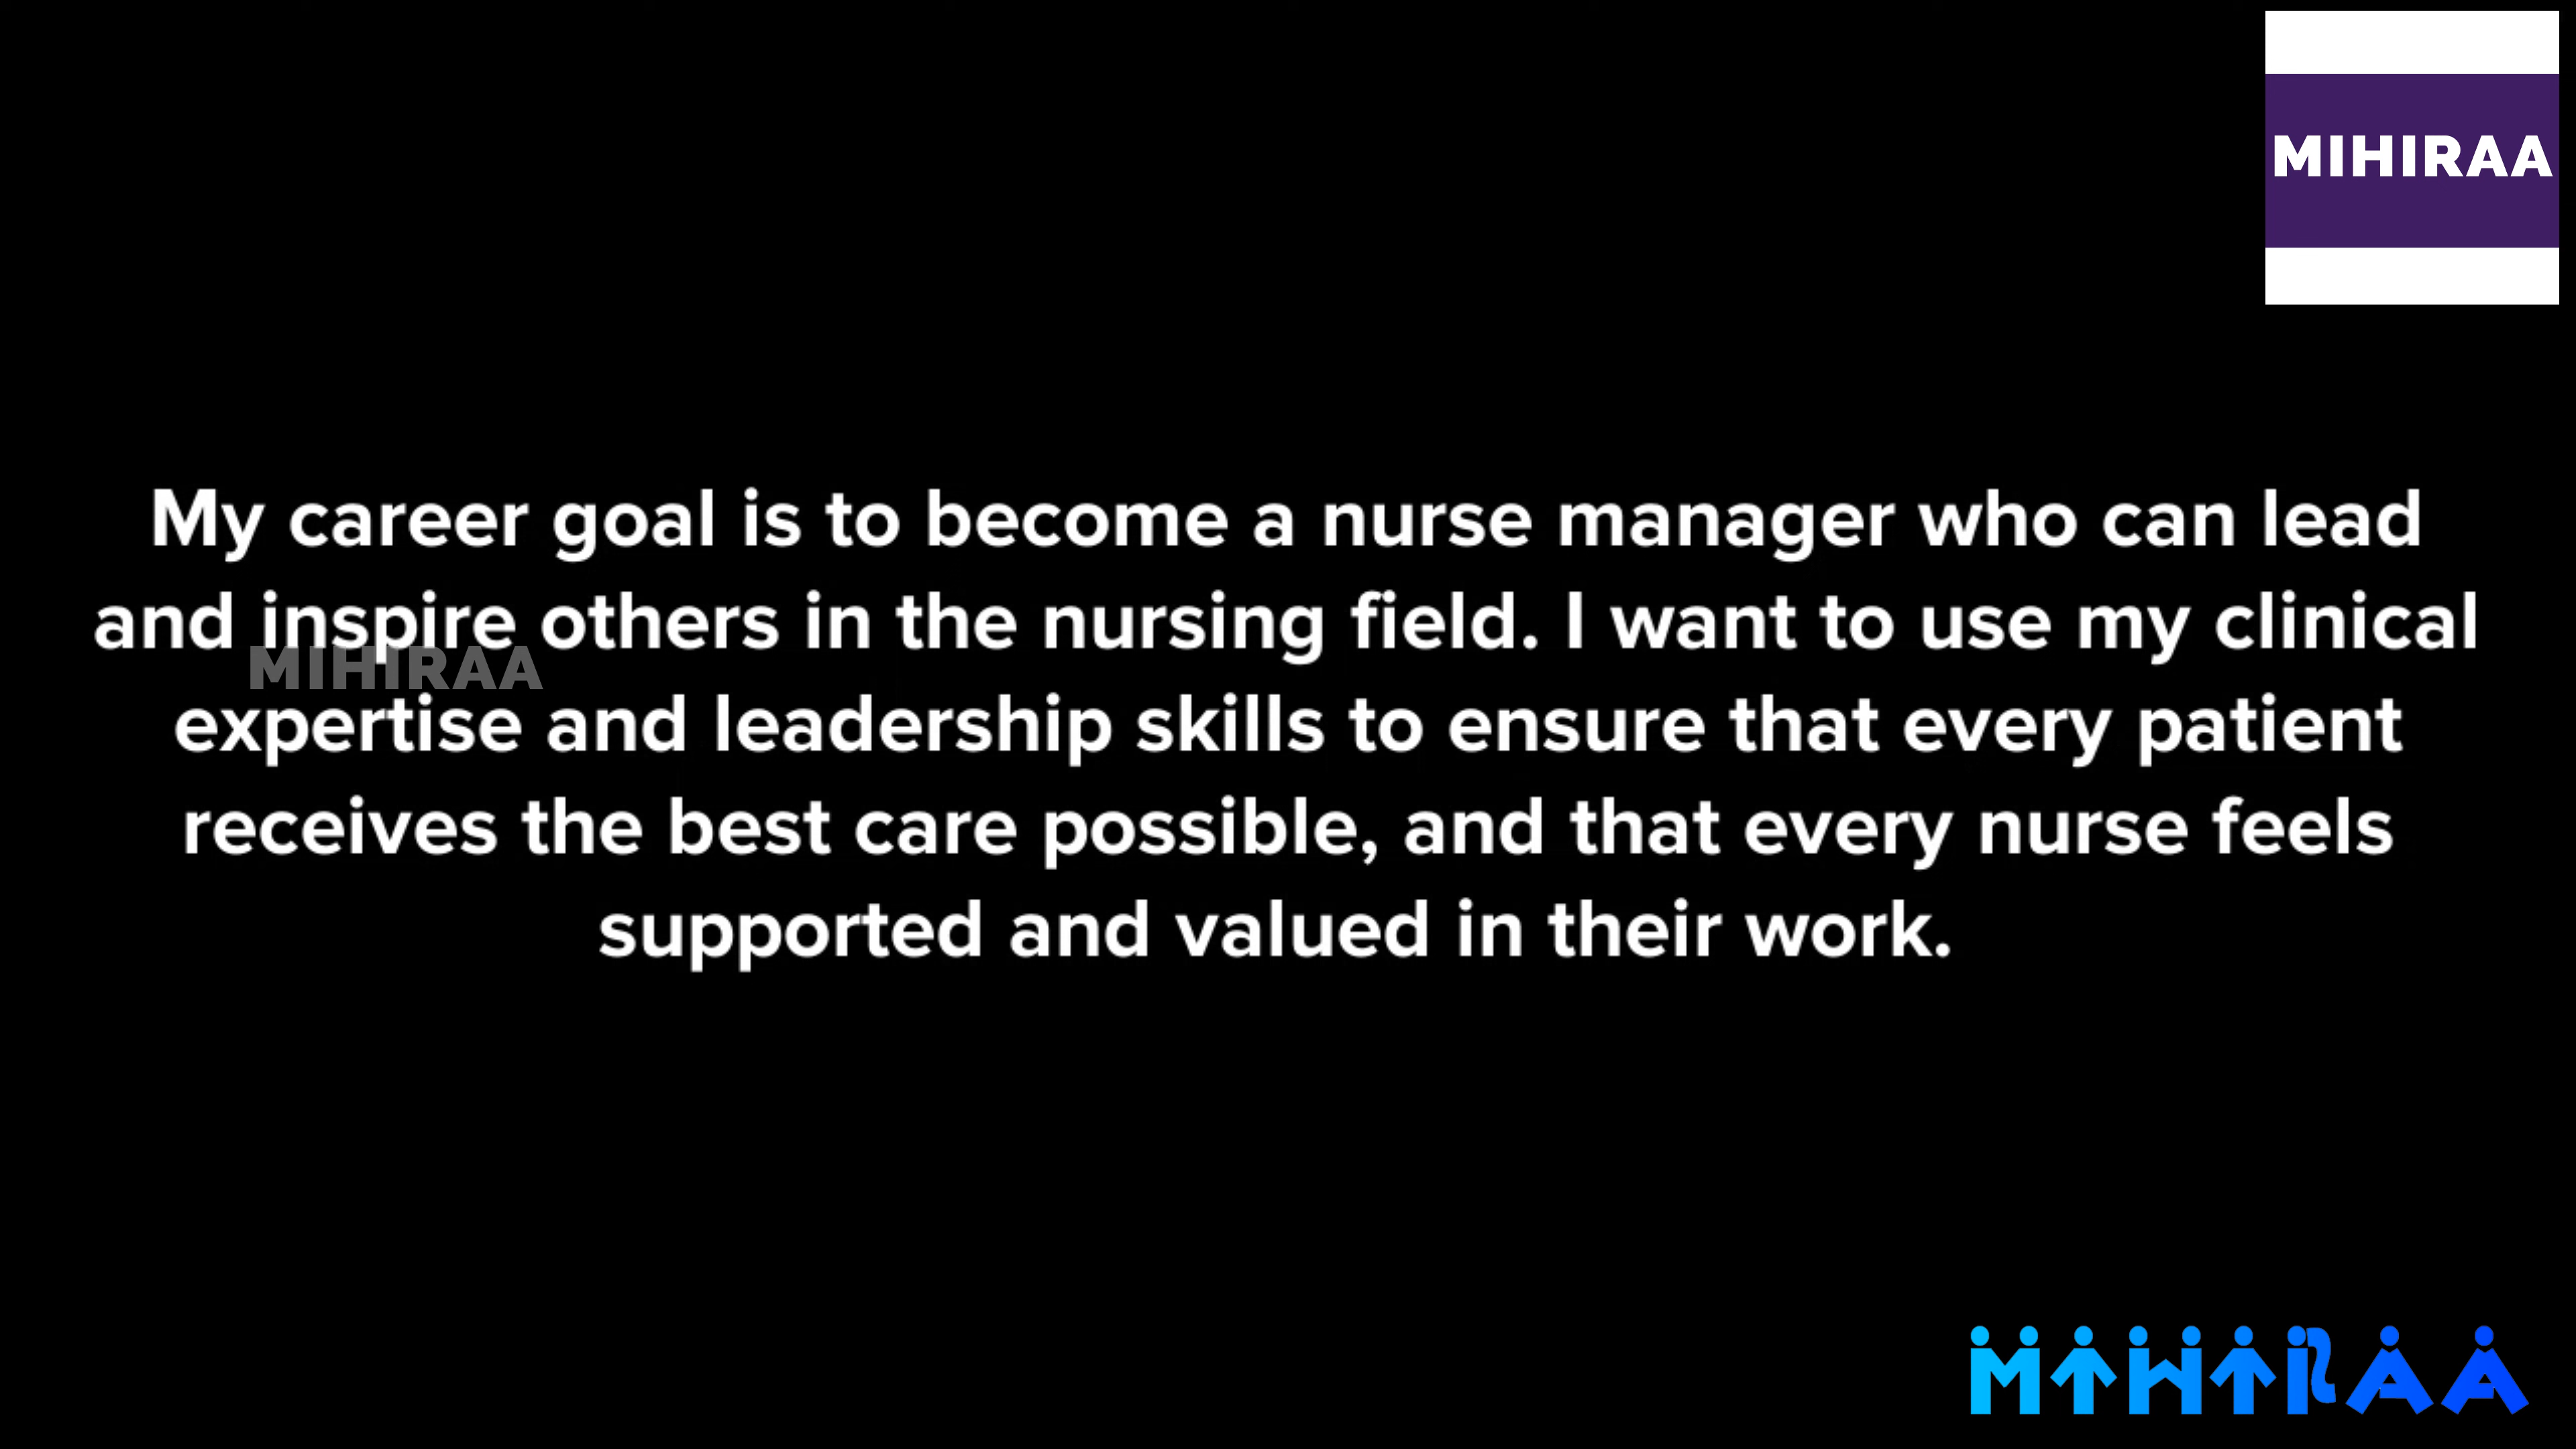 MIHIRAA
My career goal is to become a nurse manager who can lead
and inspire others in the nursing field. I want to use my clinical
MIHIRAA
expertise and leadership skills to ensure that every patient
receives the best care possible, and that every nurse feels
supported and valued in their work.
MIHIRAA